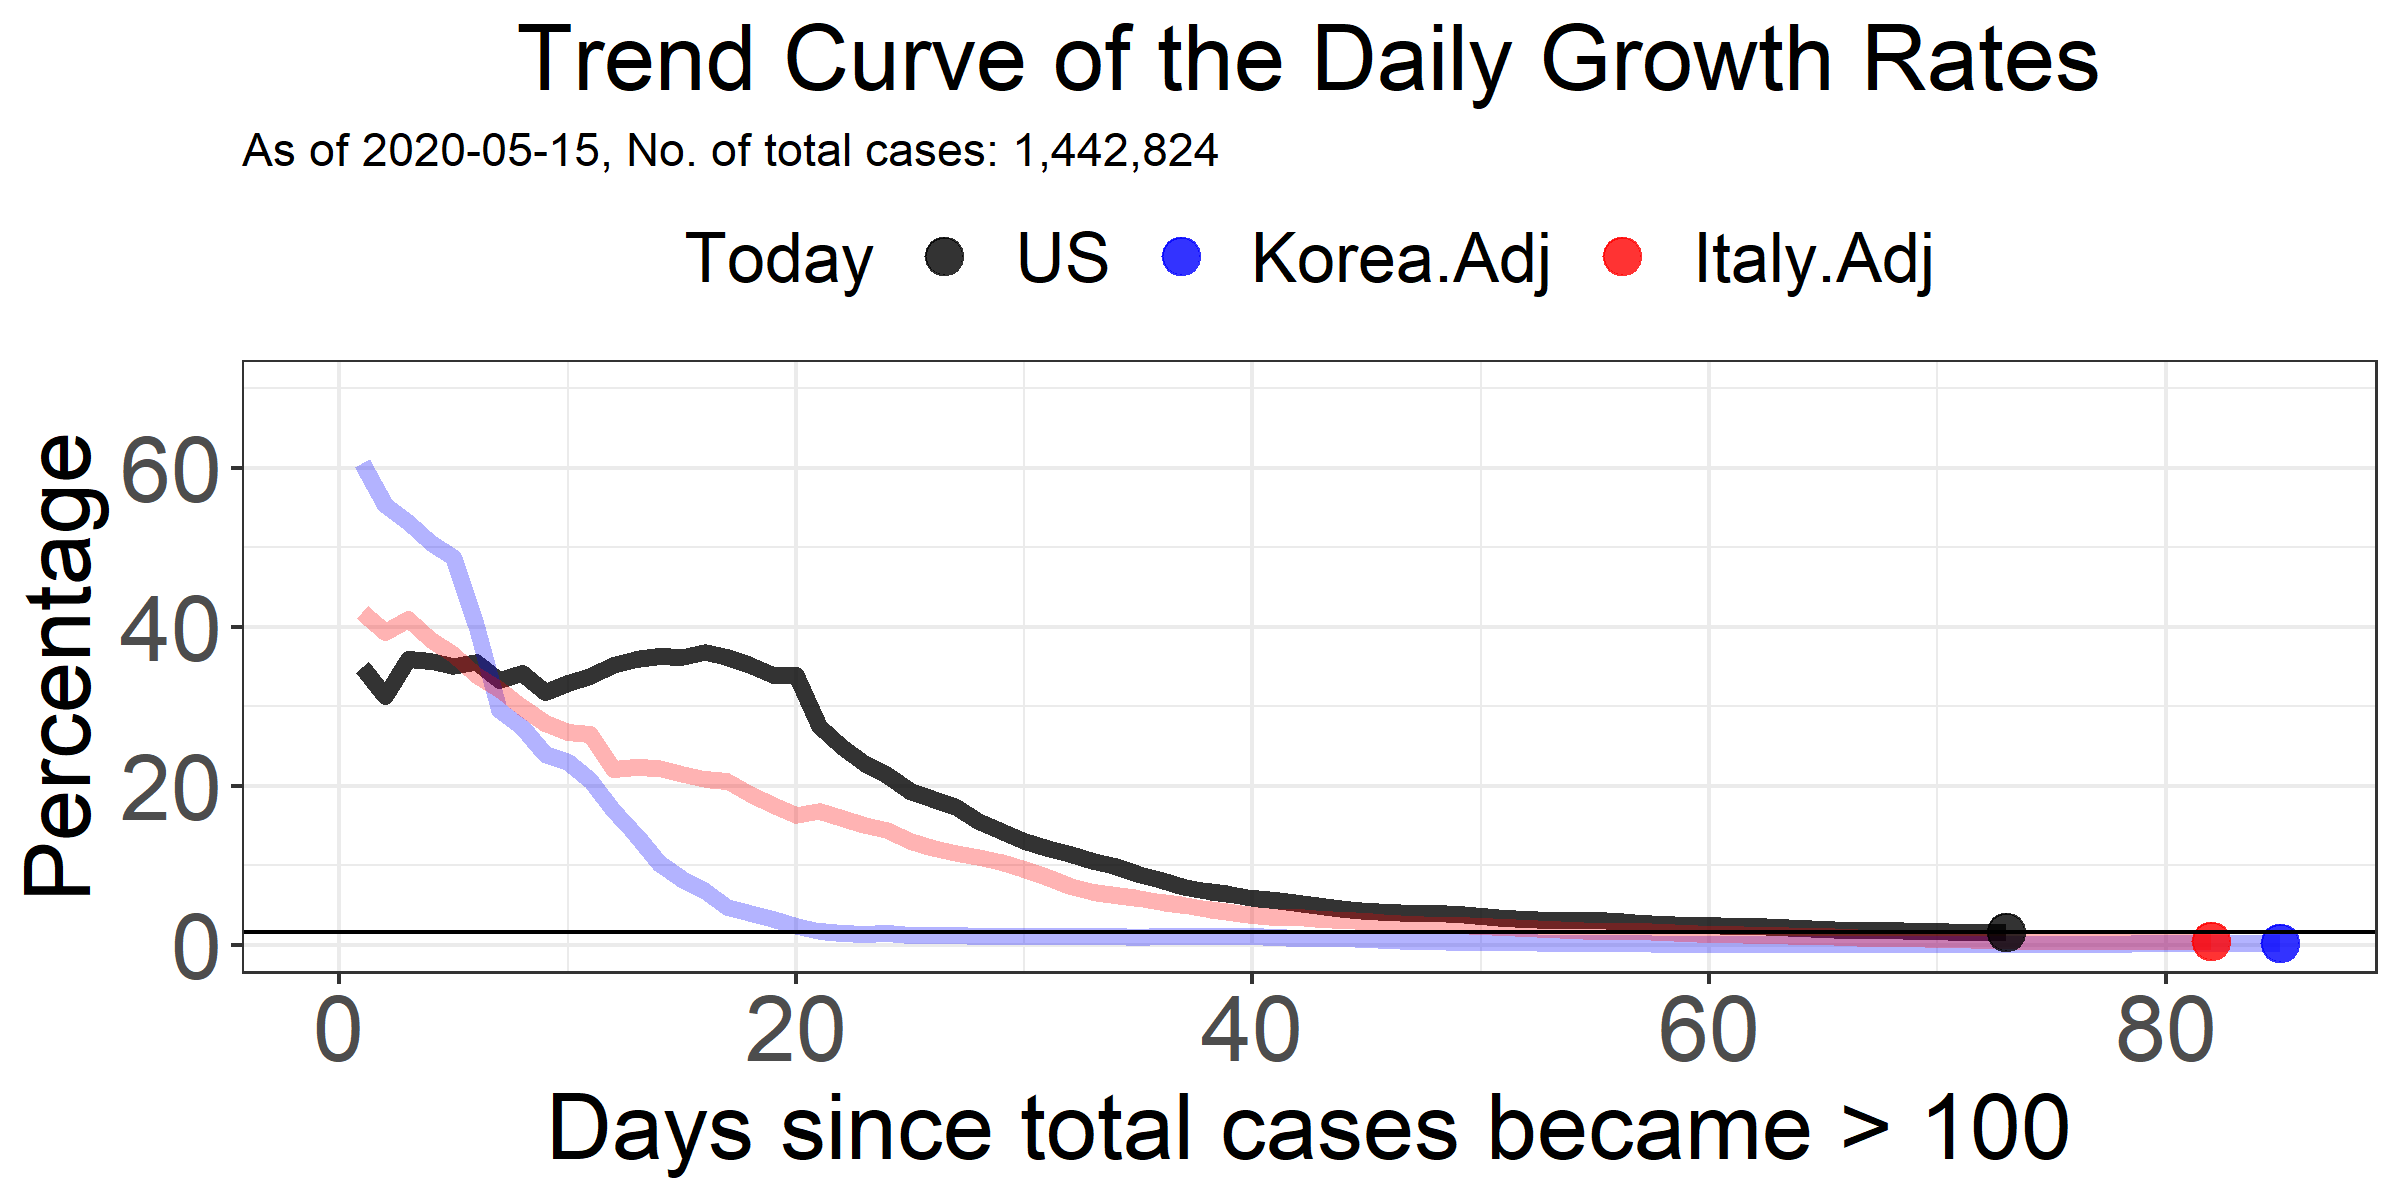 Trend Curve of the Daily Growth Rates
As of 2020-05-15, No. of total cases: 1,442,824
Today US Korea.Adj Italy.Adj
Percentage
60
40
20
0
0 20 40 60 80
Days since total cases became > 100